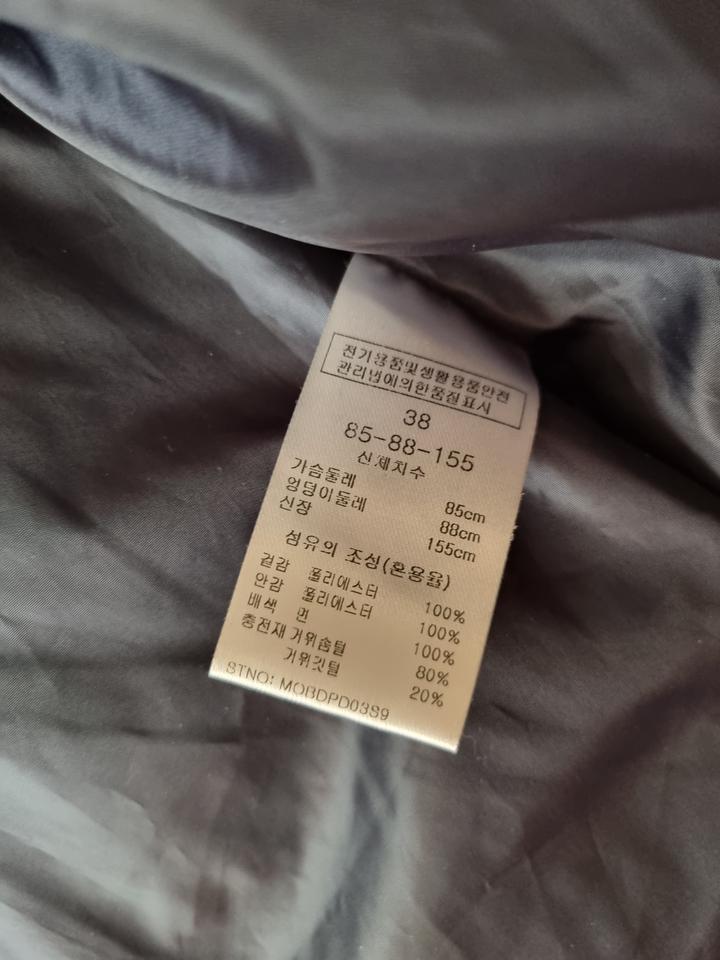 전기용품및생활용품안전
관리법에의한품질표시
38
85-88-155
신체치수
가슴둘레 85cm
엉덩이둘레 88cm
신장 155cm
섬유의 조성(혼용율)
겉감 폴리에스터 100%
안감 폴리에스터 100%
배색 면 100%
충전재 거위솜털 80%
거위깃털 20%
STNO: MOBDPD03S9